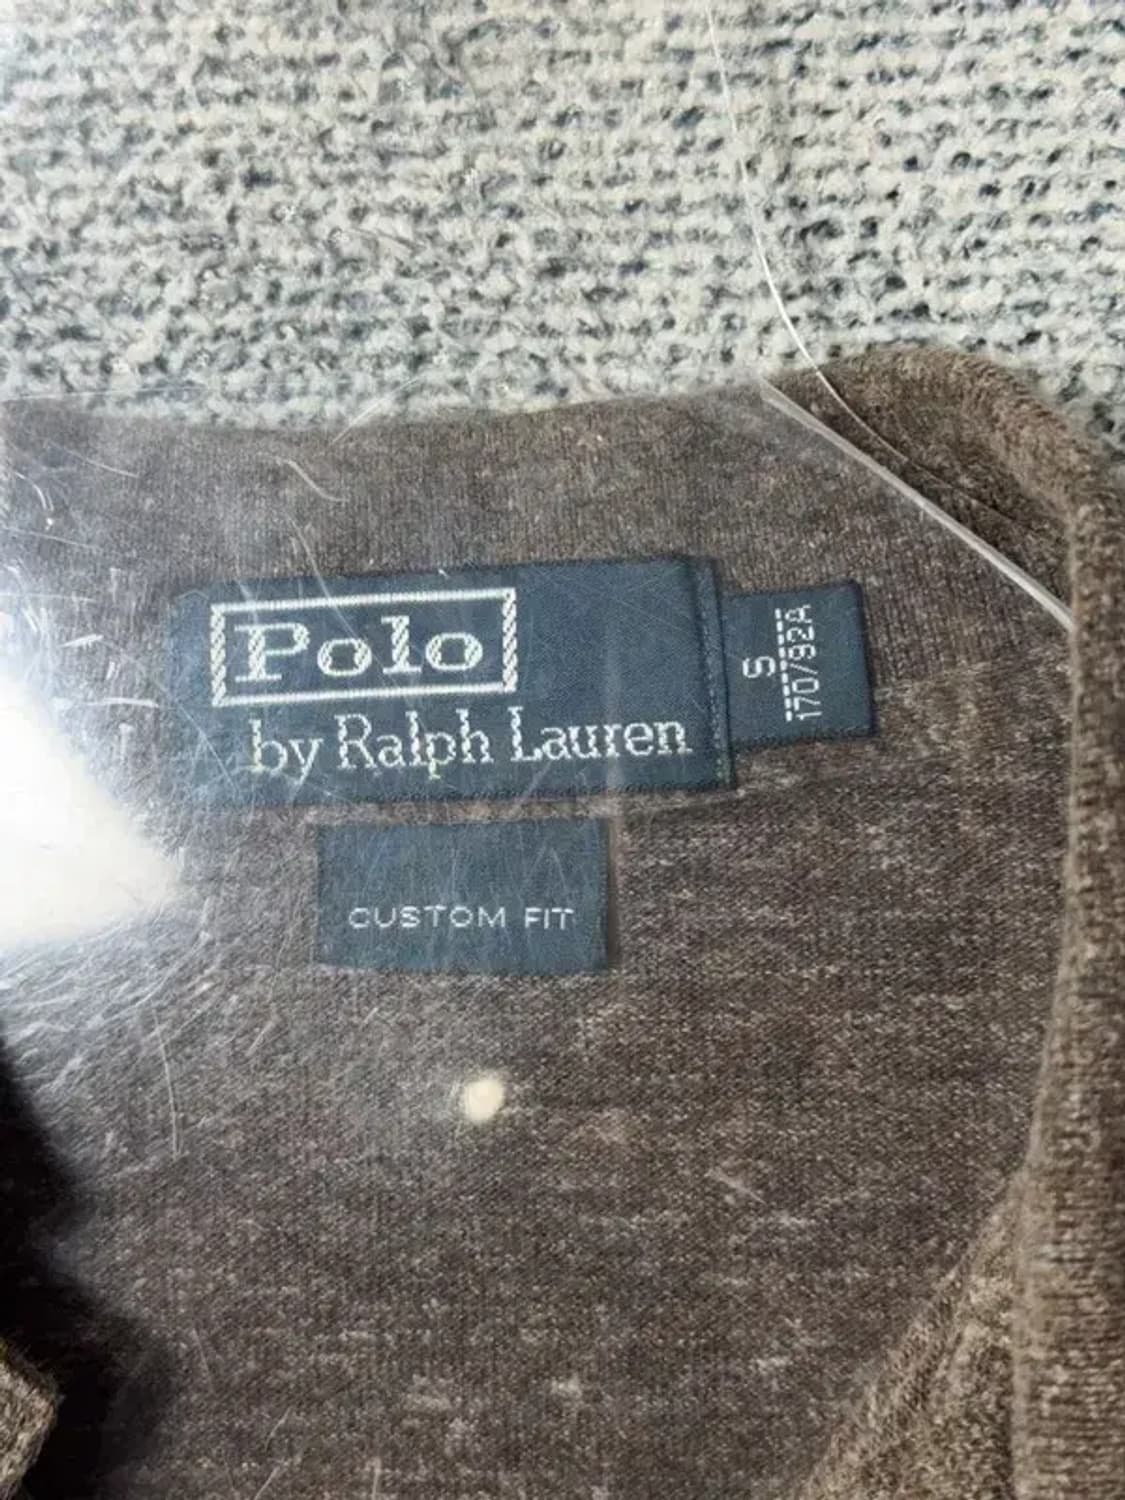 Polo
by Ralph Lauren
S
170/92A
CUSTOM FIT